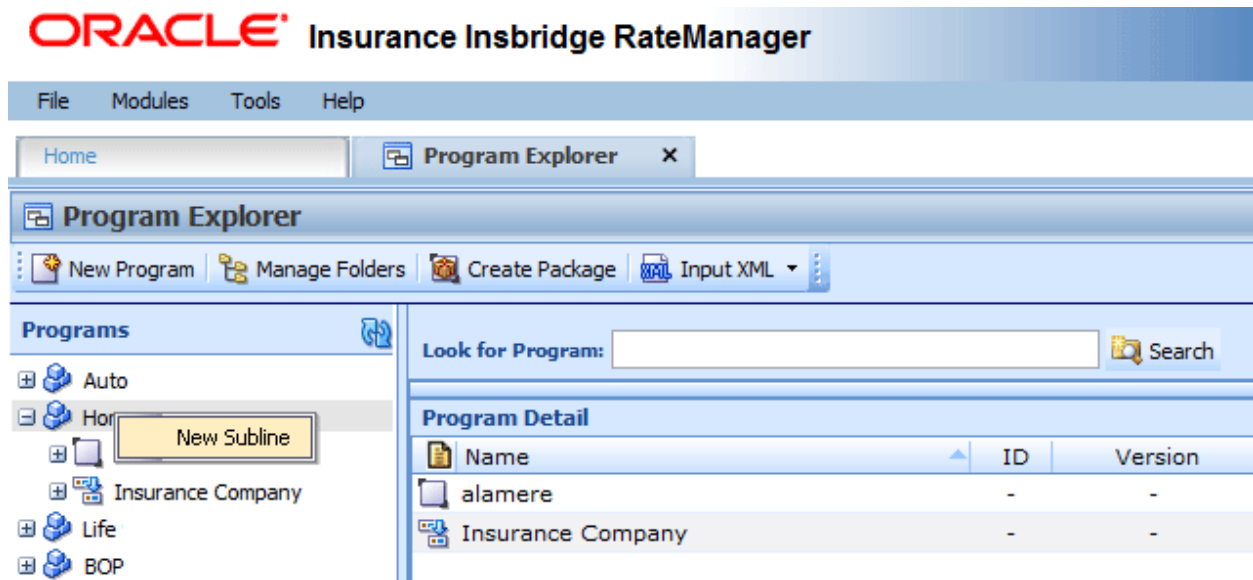 ORACLE Insurance Insbridge RateManager
File Modules Tools Help
Home Program Explorer x
Program Explorer
New Program Manage Folders Create Package XML Input XML
Programs
Look for Program: Search
Auto
Program Detail
New Subline
Name ID Version
alamere - -
Insurance Company
Insurance Company - -
Life
BOP